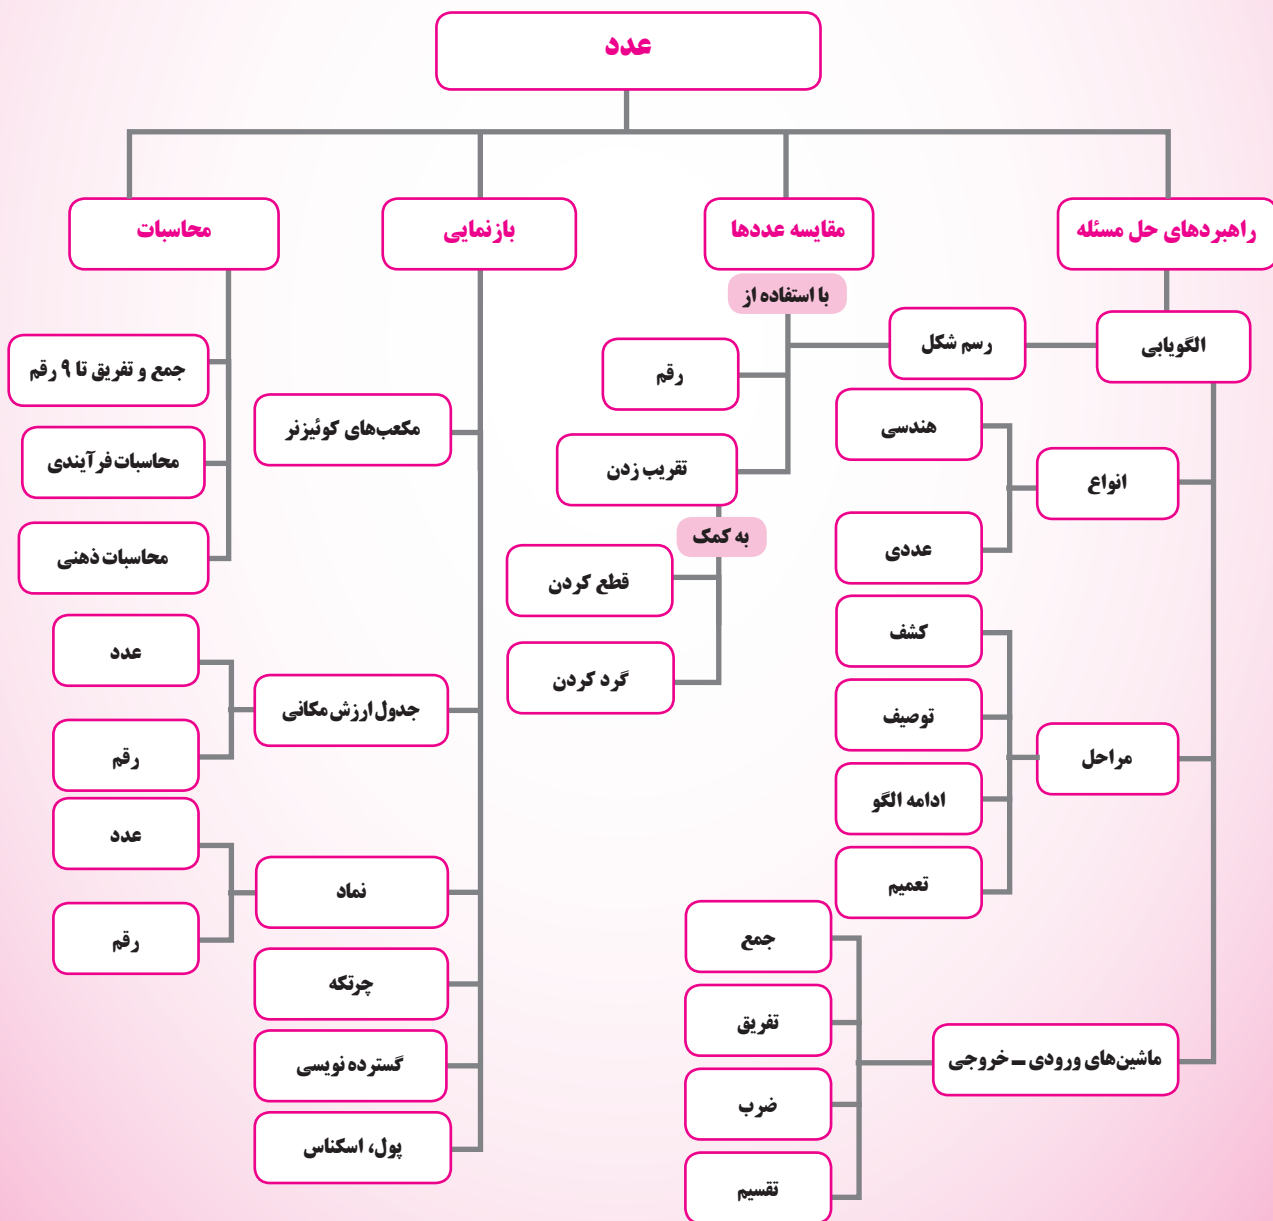 عدد
راهبردهای حل مسئله
مقایسه عددها
بازنمایی
محاسبات
الگویابی
رسم شکل
انواع
هندسی
عددی
مراحل
کشف
توصیف
ادامه الگو
تعمیم
ماشین‌های ورودی ــ خروجی
جمع
تفریق
ضرب
تقسیم
با استفاده از
رقم
تقریب زدن
به کمک
قطع کردن
گرد کردن
مکعب‌های کوئیزنر
جدول ارزش مکانی
عدد
رقم
نماد
عدد
رقم
چرتکه
گسترده نویسی
پول، اسکناس
جمع و تفریق تا ۹ رقم
محاسبات فرآیندی
محاسبات ذهنی